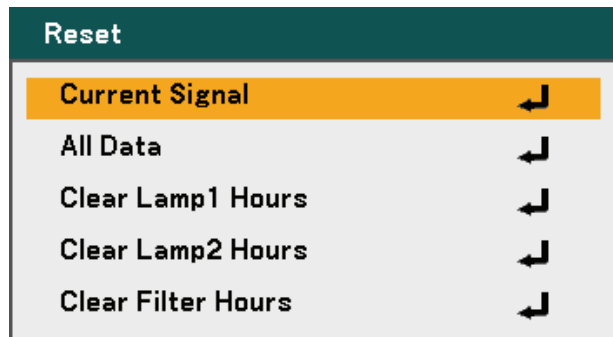 Reset
Current Signal
All Data
Clear Lamp1 Hours
Clear Lamp2 Hours
Clear Filter Hours